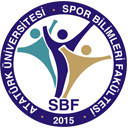 ATATÜRK ÜNİVERSİTESİ • SPOR BİLİMLERİ FAKÜLTESİ
SBF
2015